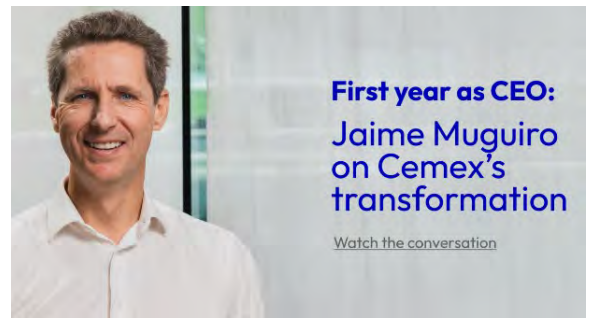 First year as CEO:
Jaime Muguiro
on Cemex's
transformation
Watch the conversation